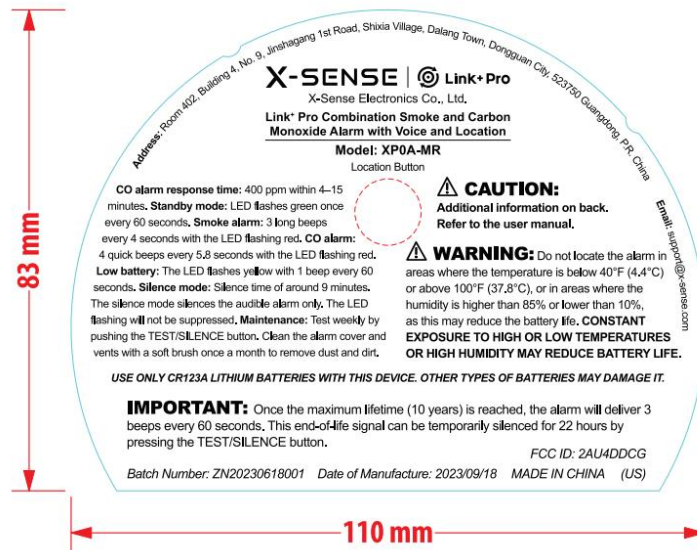 Address: Room 402, Building 4, No. 9, Jinshagang 1st Road, Shixia Village, Dalang Town, Dongguan City, 523750 Guangdong, P.R. China
Email: support@x-sense.com
X-SENSE | Link+Pro
X-Sense Electronics Co., Ltd.
Link+ Pro Combination Smoke and Carbon
Monoxide Alarm with Voice and Location
Model: XP0A-MR
Location Button
CO alarm response time: 400 ppm within 4–15
minutes. Standby mode: LED flashes green once
every 60 seconds. Smoke alarm: 3 long beeps
every 4 seconds with the LED flashing red. CO alarm:
4 quick beeps every 5.8 seconds with the LED flashing red.
Low battery: The LED flashes yellow with 1 beep every 60
seconds. Silence mode: Silence time of around 9 minutes.
The silence mode silences the audible alarm only. The LED
flashing will not be suppressed. Maintenance: Test weekly by
pushing the TEST/SILENCE button. Clean the alarm cover and
vents with a soft brush once a month to remove dust and dirt.
⚠ CAUTION:
Additional information on back.
Refer to the user manual.
⚠ WARNING: Do not locate the alarm in
areas where the temperature is below 40°F (4.4°C)
or above 100°F (37.8°C), or in areas where the
humidity is higher than 85% or lower than 10%,
as this may reduce the battery life. CONSTANT
EXPOSURE TO HIGH OR LOW TEMPERATURES
OR HIGH HUMIDITY MAY REDUCE BATTERY LIFE.
USE ONLY CR123A LITHIUM BATTERIES WITH THIS DEVICE. OTHER TYPES OF BATTERIES MAY DAMAGE IT.
IMPORTANT: Once the maximum lifetime (10 years) is reached, the alarm will deliver 3
beeps every 60 seconds. This end-of-life signal can be temporarily silenced for 22 hours by
pressing the TEST/SILENCE button.
FCC ID: 2AU4DDCG
Batch Number: ZN20230618001 Date of Manufacture: 2023/09/18 MADE IN CHINA (US)
83 mm
110 mm